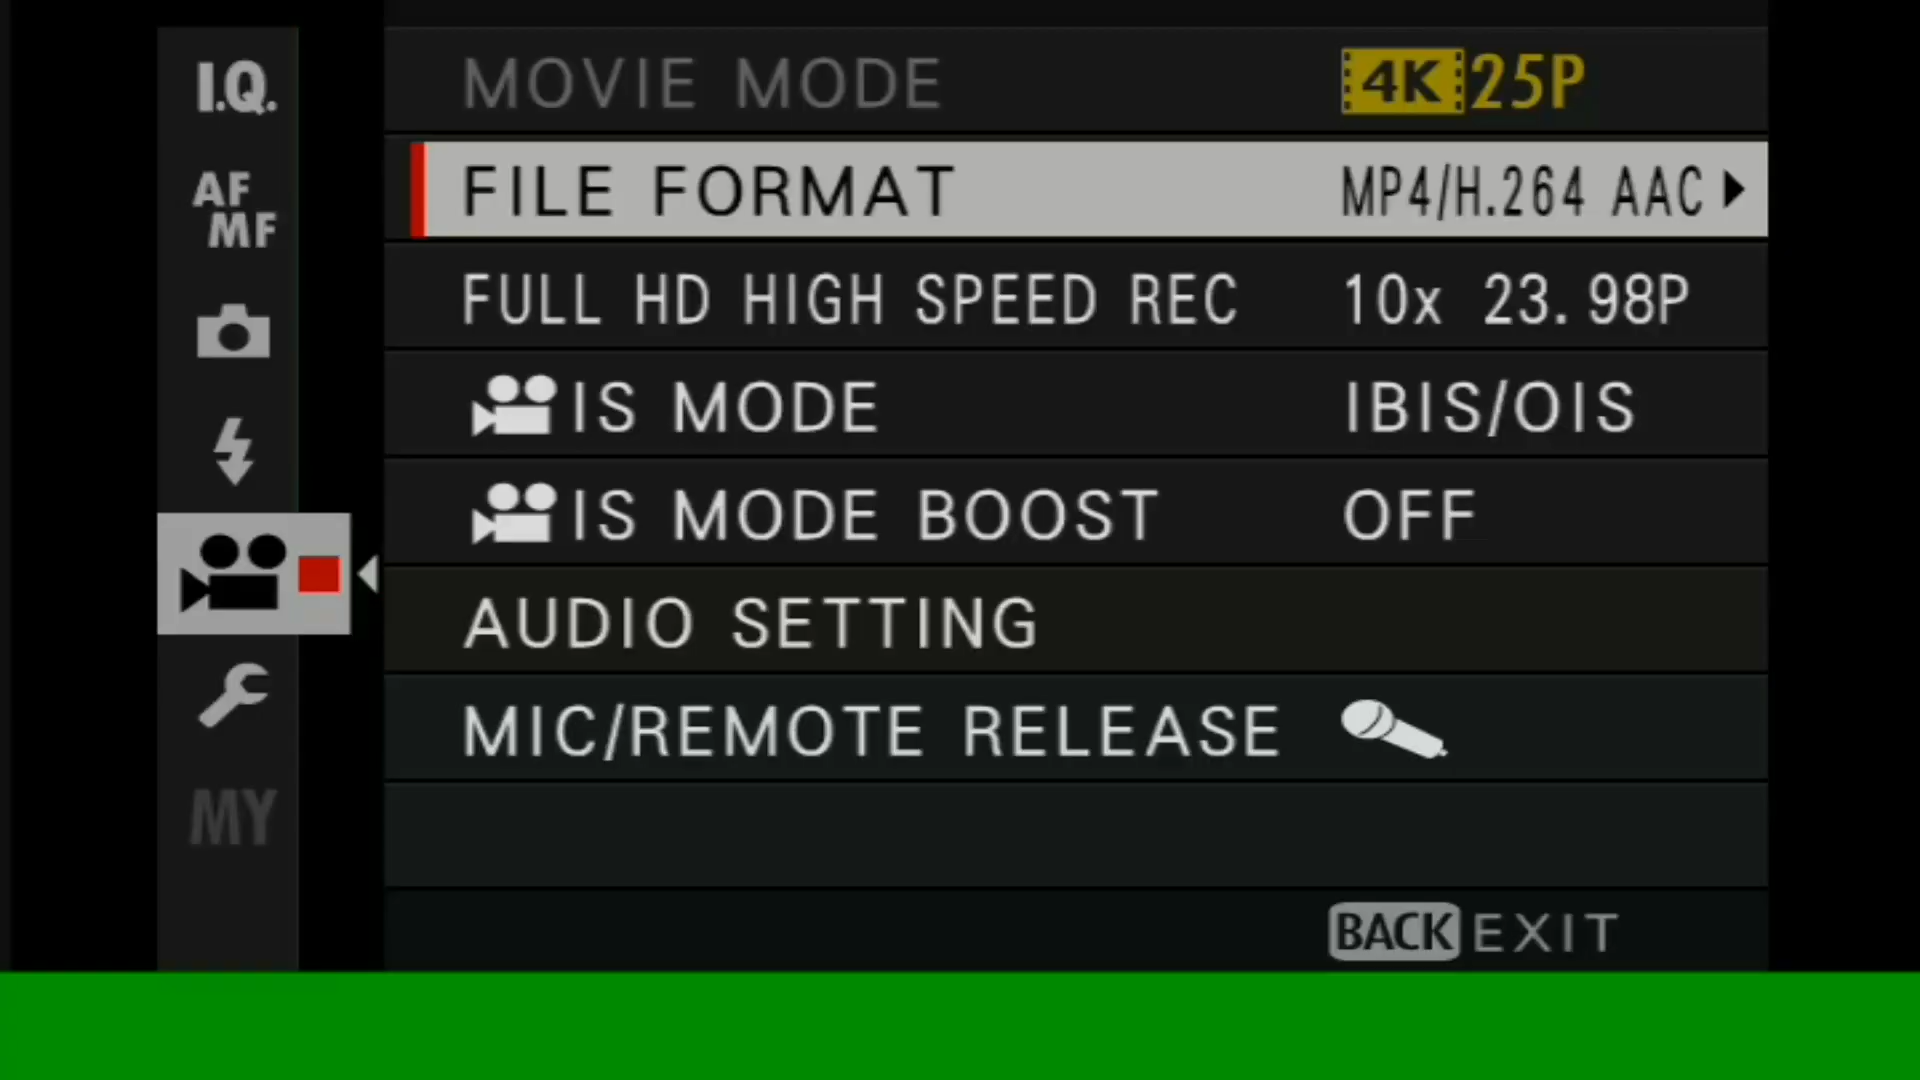 I.Q.
AF
MF
MY
MOVIE MODE 4K 25P
FILE FORMAT MP4/H.264 AAC
FULL HD HIGH SPEED REC 10x 23.98P
IS MODE IBIS/OIS
IS MODE BOOST OFF
AUDIO SETTING
MIC/REMOTE RELEASE
BACK EXIT